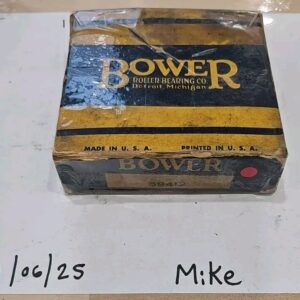 BOWER
ROLLER BEARING CO.
Detroit, Michigan
MADE IN U. S. A. PRINTED IN U. S. A.
BOWER
/06/25 Mike